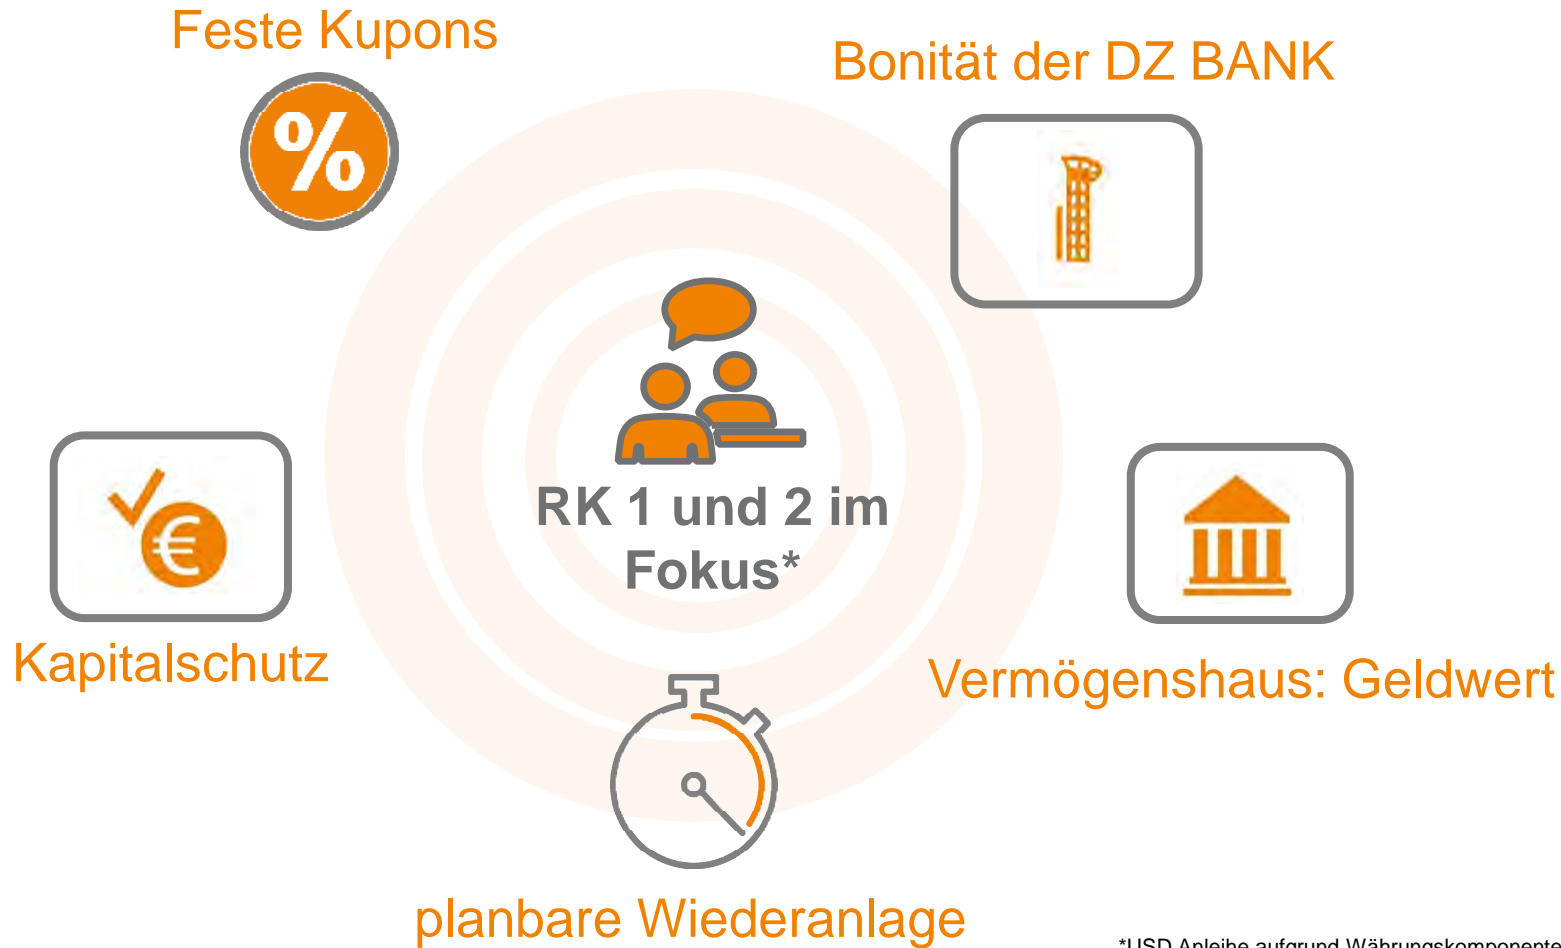 Feste Kupons
Bonität der DZ BANK
%
RK 1 und 2 im
Fokus*
€
Kapitalschutz
Vermögenshaus: Geldwert
planbare Wiederanlage
*USD Anleihe aufgrund Währungskomponente